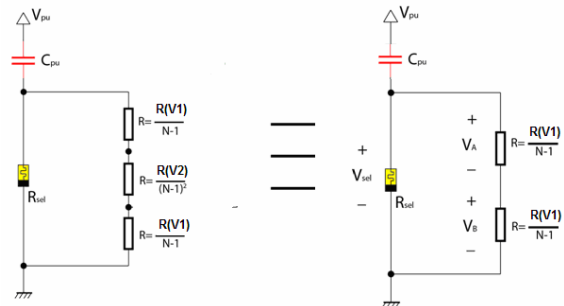 Vpu
Cpu
R= R(V1)
N-1
R= R(V2)
(N-1)²
Rsel
R= R(V1)
N-1
Vpu
Cpu
+
VA
−
R= R(V1)
N-1
+
Vsel
−
Rsel
+
VB
−
R= R(V1)
N-1